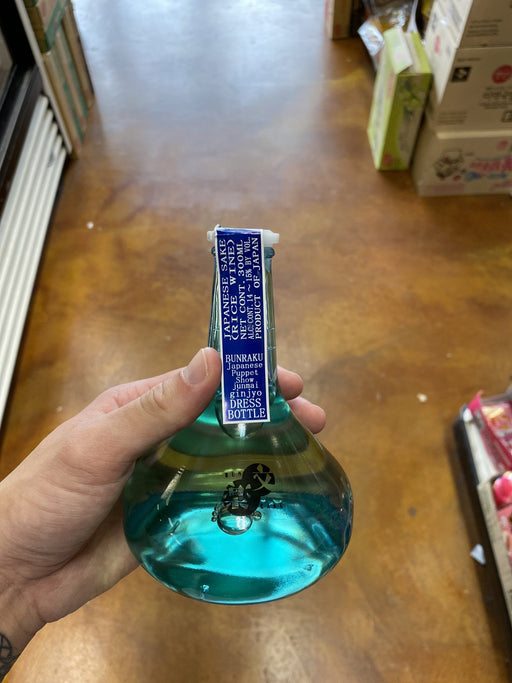 JAPANESE SAKE
(RICE WINE)
NET CONT. 300ML
ALC.CONT.14 ~ 15% BY VOL.
PRODUCT OF JAPAN
BUNRAKU
Japanese
Puppet
Show
junmai
ginjyo
DRESS
BOTTLE